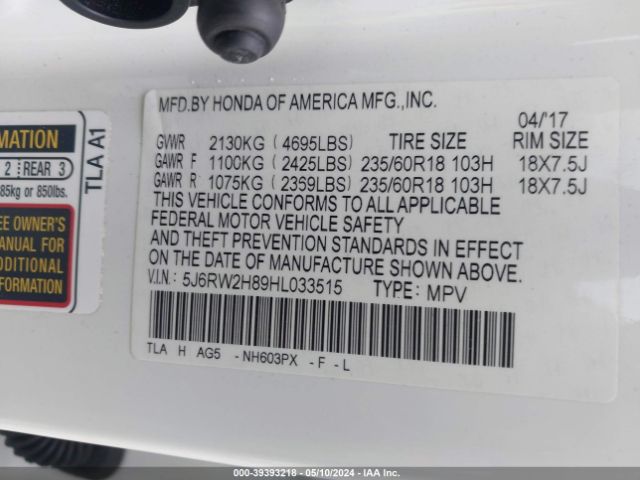 MFD.BY HONDA OF AMERICA MFG.,INC.
04/'17
GVWR 2130KG (4695LBS) TIRE SIZE RIM SIZE
GAWR F 1100KG (2425LBS) 235/60R18 103H 18X7.5J
GAWR R 1075KG (2369LBS) 235/60R18 103H 18X7.5J
THIS VEHICLE CONFORMS TO ALL APPLICABLE
FEDERAL MOTOR VEHICLE SAFETY
AND THEFT PREVENTION STANDARDS IN EFFECT
ON THE DATE OF MANUFACTURE SHOWN ABOVE.
V.I.N.: 5J6RW2H89HL033515 TYPE: MPV
TLA H AG5 -NH603PX -F -L
MATION
2 REAR 3
85kg or 850lbs.
EE OWNER'S
ANUAL FOR
DDITIONAL
FORMATION
TLA A1
000-39393218 - 05/10/2024 - IAAI.COM